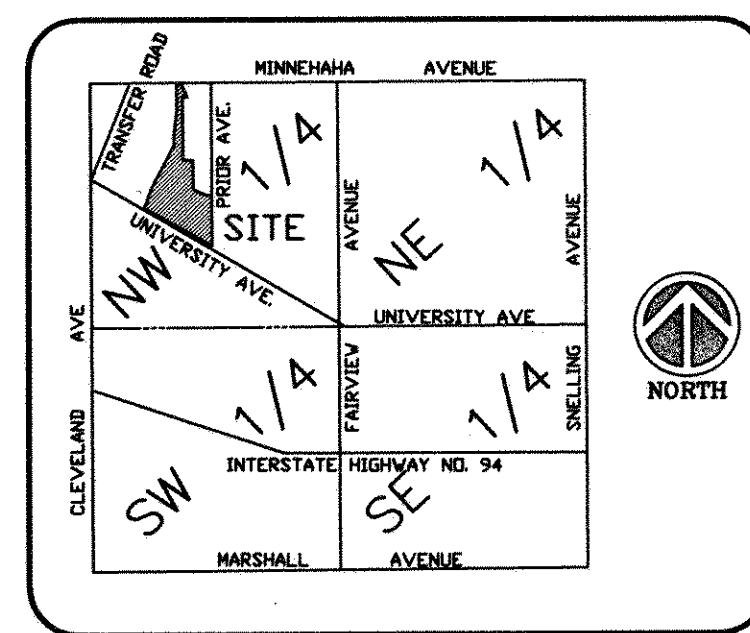 MINNEHAHA AVENUE
TRANSFER ROAD
PRIOR AVE.
1/4
1/4
AVENUE
AVENUE
SITE
UNIVERSITY AVE.
NW
NE
AVE
UNIVERSITY AVE
NORTH
FAIRVIEW
SNELLING
1/4
1/4
CLEVELAND
INTERSTATE HIGHWAY NO. 94
SW
SE
MARSHALL AVENUE